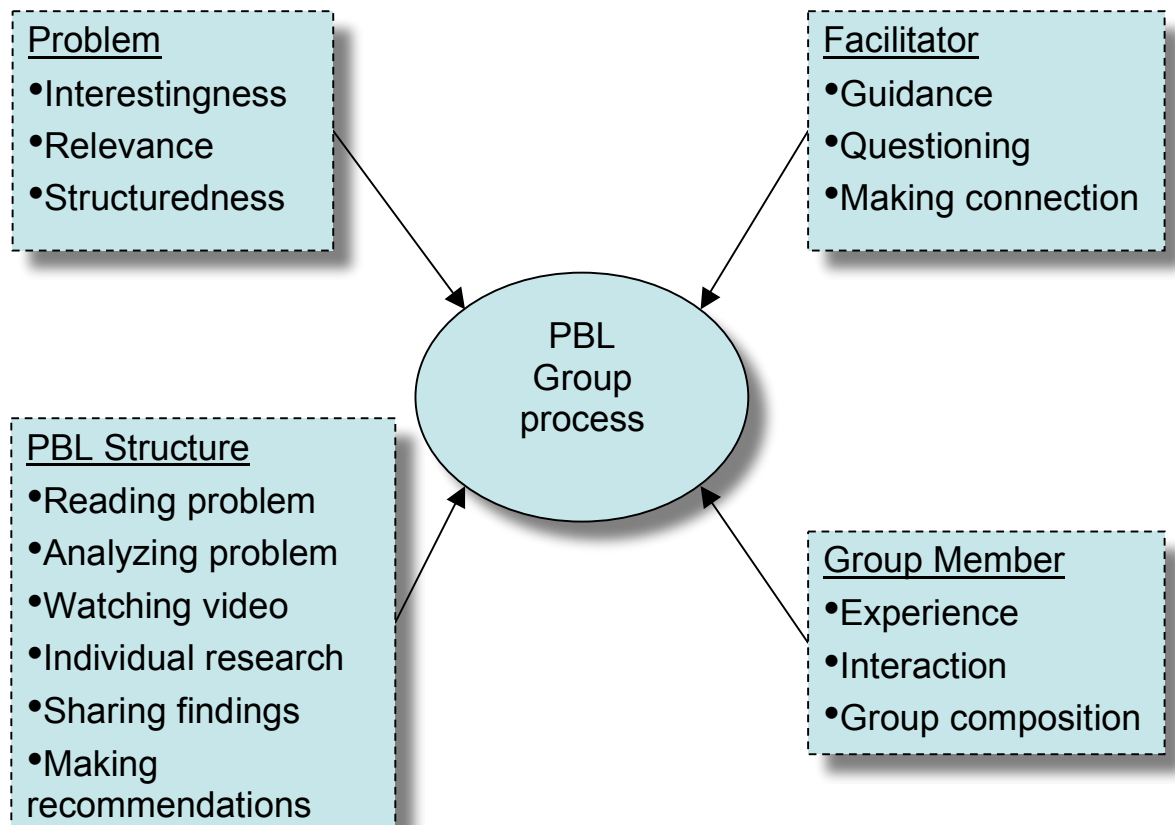 Problem
•Interestingness
•Relevance
•Structuredness
Facilitator
•Guidance
•Questioning
•Making connection
PBL
Group
process
PBL Structure
•Reading problem
•Analyzing problem
•Watching video
•Individual research
•Sharing findings
•Making
recommendations
Group Member
•Experience
•Interaction
•Group composition